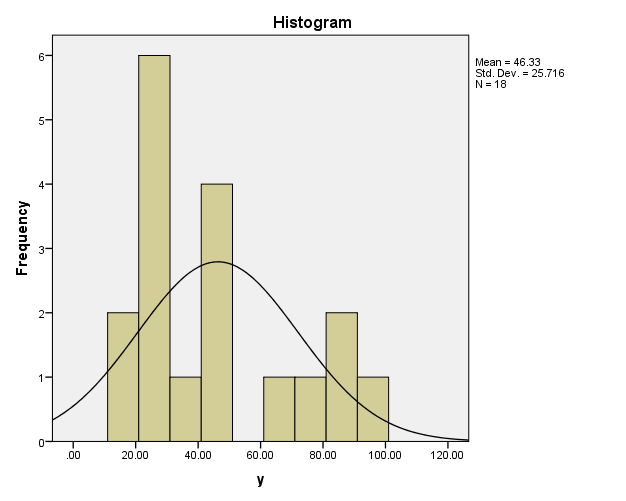 Histogram
Mean = 46.33
Std. Dev. = 25.716
N = 18
Frequency
6
5
4
3
2
1
0
.00 20.00 40.00 60.00 80.00 100.00 120.00
y